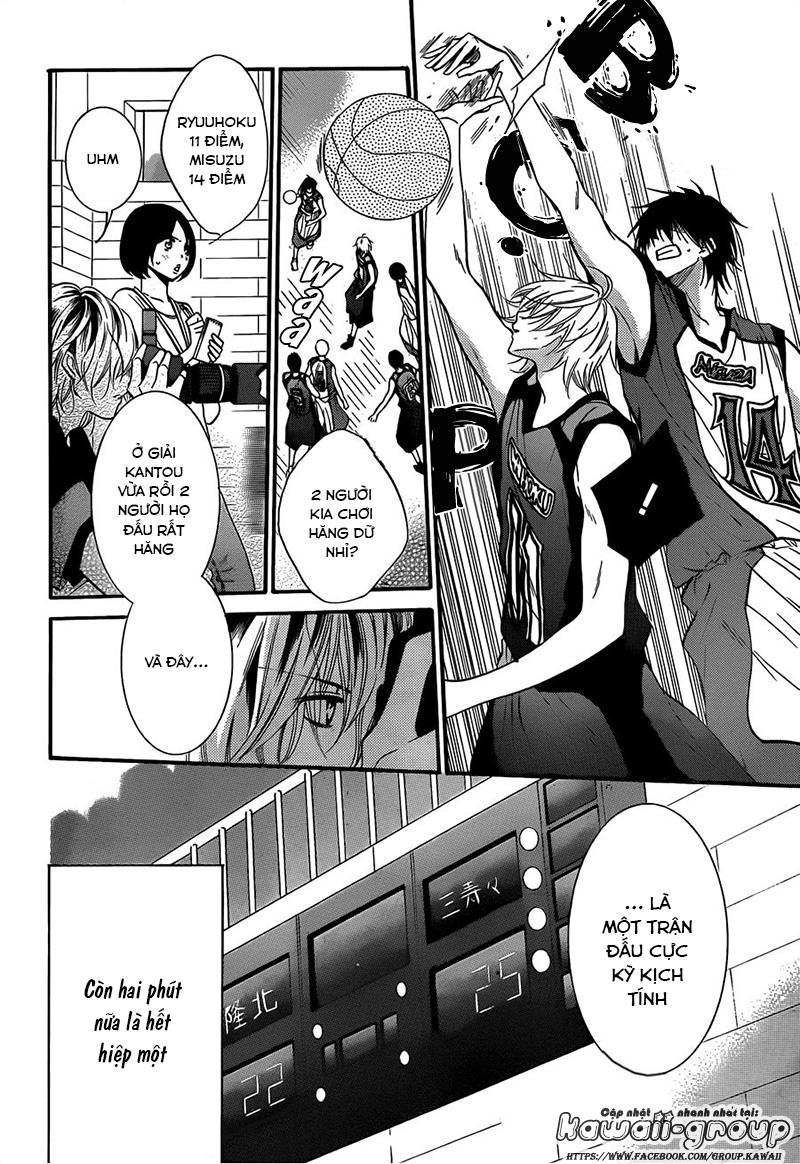 B
Ố
P
!
MISUZU
14
WAA
2 NGƯỜI
KIA CHƠI
HĂNG DỮ
NHỈ?
RYUUHOKU
11 ĐIỂM,
MISUZU
14 ĐIỂM
UHM
Ở GIẢI
KANTOU
VỪA RỒI 2
NGƯỜI HỌ
ĐẤU RẤT
HĂNG
VÀ ĐÂY...
... LÀ
MỘT TRẬN
ĐẤU CỰC
KỲ KỊCH
TÍNH
三寿々
25
隆北
22
Còn hai phút
nữa là hết
hiệp một
Cập nhật nhanh nhất tại:
kawaii-group
HTTPS://WWW.FACEBOOK.COM/GROUP.KAWAII